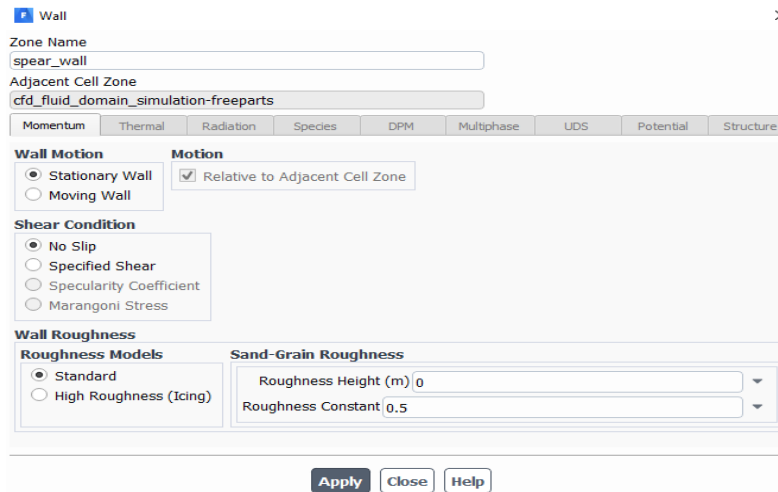 Wall
Zone Name
spear_wall
Adjacent Cell Zone
cfd_fluid_domain_simulation-freeparts
Momentum Thermal Radiation Species DPM Multiphase UDS Potential Structure
Wall Motion Motion
Stationary Wall Relative to Adjacent Cell Zone
Moving Wall
Shear Condition
No Slip
Specified Shear
Specularity Coefficient
Marangoni Stress
Wall Roughness
Roughness Models Sand-Grain Roughness
Standard Roughness Height (m) 0
High Roughness (Icing) Roughness Constant 0.5
Apply Close Help